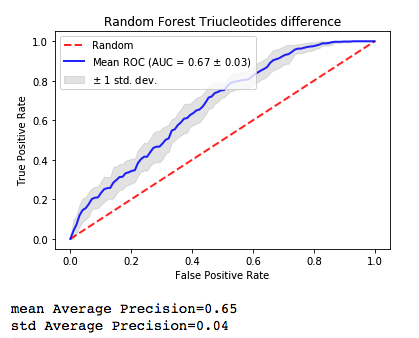 Random Forest Triucleotides difference
Random
Mean ROC (AUC = 0.67 ± 0.03)
± 1 std. dev.
1.0
0.8
0.6
0.4
0.2
0.0
True Positive Rate
0.0 0.2 0.4 0.6 0.8 1.0
False Positive Rate
mean Average Precision=0.65
std Average Precision=0.04